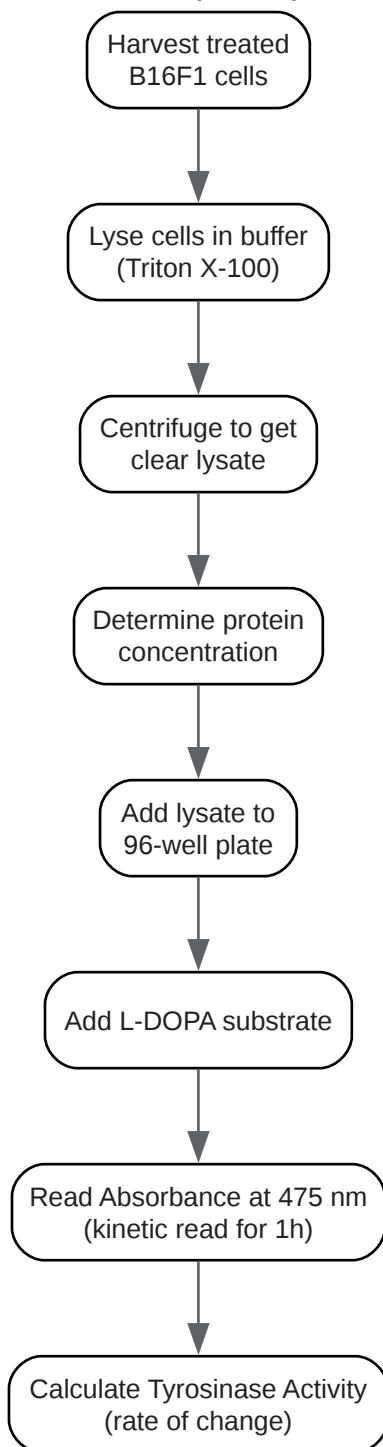 Harvest treated
B16F1 cells
Lyse cells in buffer
(Triton X-100)
Centrifuge to get
clear lysate
Determine protein
concentration
Add lysate to
96-well plate
Add L-DOPA substrate
Read Absorbance at 475 nm
(kinetic read for 1h)
Calculate Tyrosinase Activity
(rate of change)